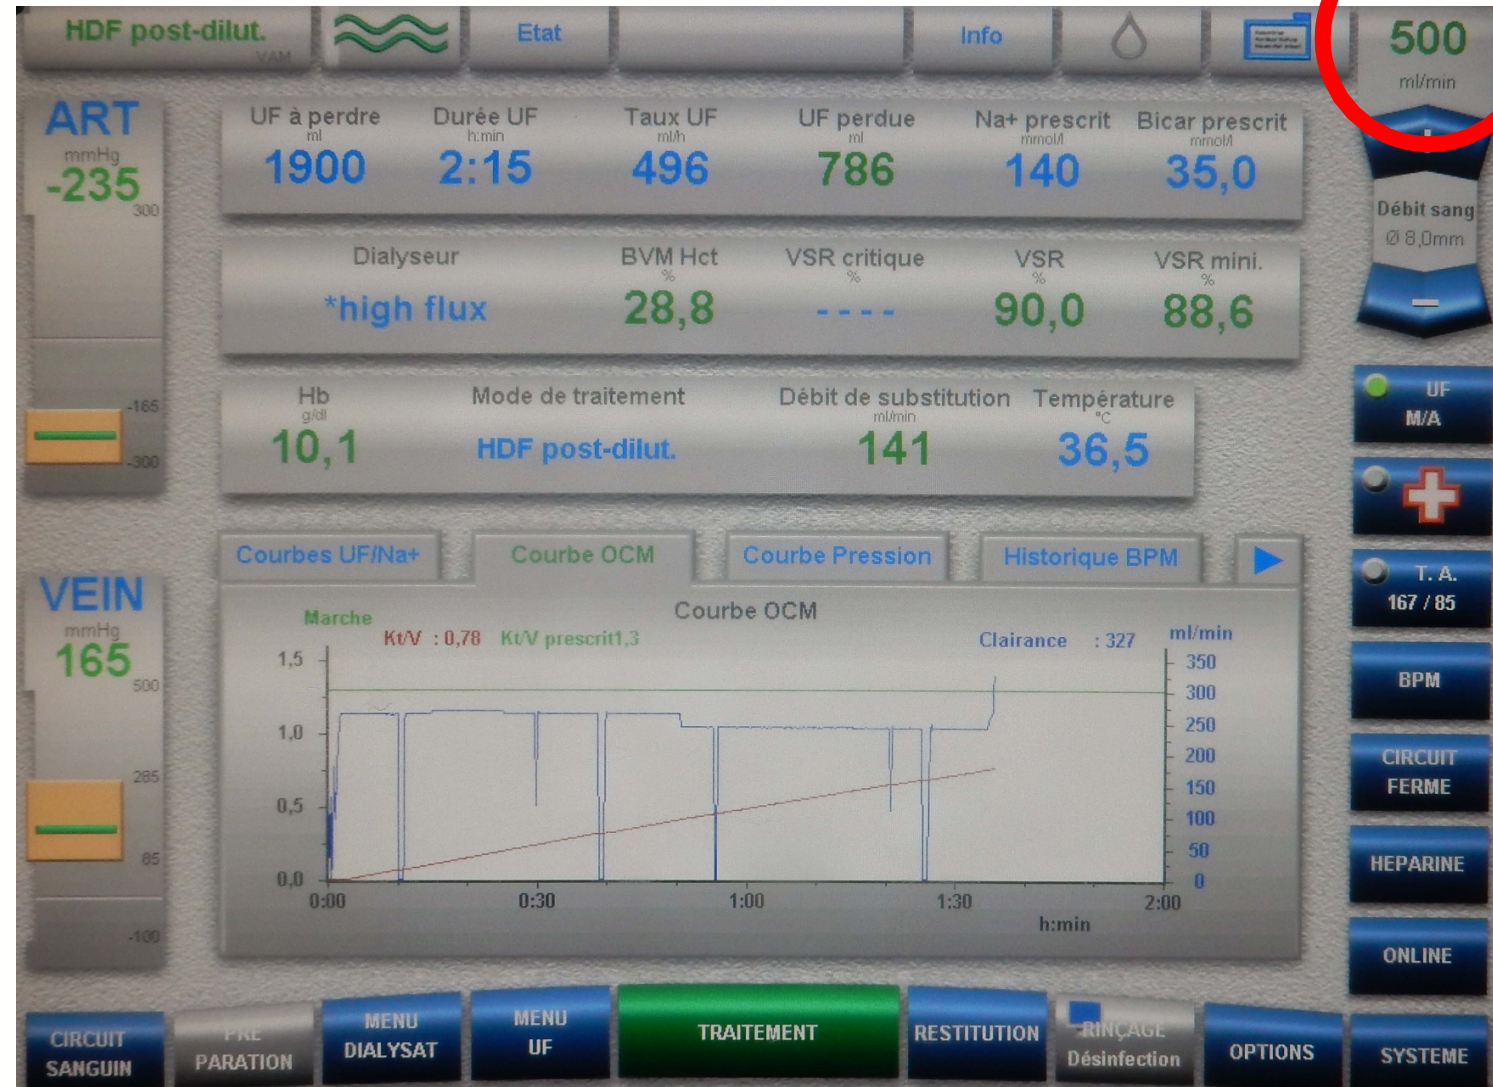 HDF post-dilut.
VAM
Etat
Info
500
ml/min
ART
mmHg
-235
300
-165
-300
UF à perdre Durée UF Taux UF UF perdue Na+ prescrit Bicar prescrit
ml h:min ml/h ml mmol/l mmol/l
1900 2:15 496 786 140 35,0
+
Débit sang
Ø 8,0mm
–
Dialyseur BVM Hct VSR critique VSR VSR mini.
% % % %
*high flux 28,8 ---- 90,0 88,6
Hb Mode de traitement Débit de substitution Température
g/dl ml/min °C
10,1 HDF post-dilut. 141 36,5
UF
M/A
T. A.
167 / 85
BPM
CIRCUIT
FERME
HEPARINE
ONLINE
VEIN
mmHg
165
500
285
85
-100
Courbes UF/Na+ Courbe OCM Courbe Pression Historique BPM
Courbe OCM
Marche
Kt/V : 0,78 Kt/V prescrit1,3 Clairance : 327 ml/min
1,5 350
300
1,0 250
200
0,5 150
100
50
0,0 0
0:00 0:30 1:00 1:30 2:00
h:min
CIRCUIT
SANGUIN
PRE
PARATION
MENU
DIALYSAT
MENU
UF
TRAITEMENT
RESTITUTION
RINÇAGE
Désinfection
OPTIONS
SYSTEME